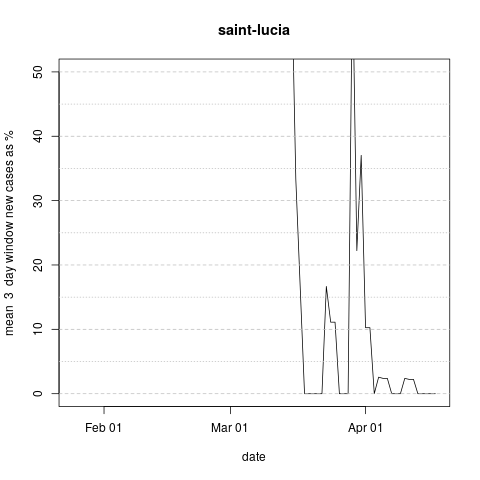 saint-lucia
mean 3 day window new cases as %
50
40
30
20
10
0
Feb 01
Mar 01
Apr 01
date